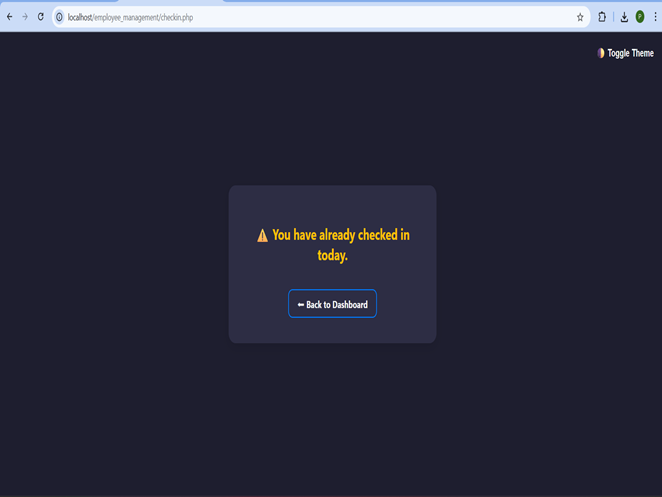 localhost/employee_management/checkin.php
P
Toggle Theme
You have already checked in
today.
⬅ Back to Dashboard